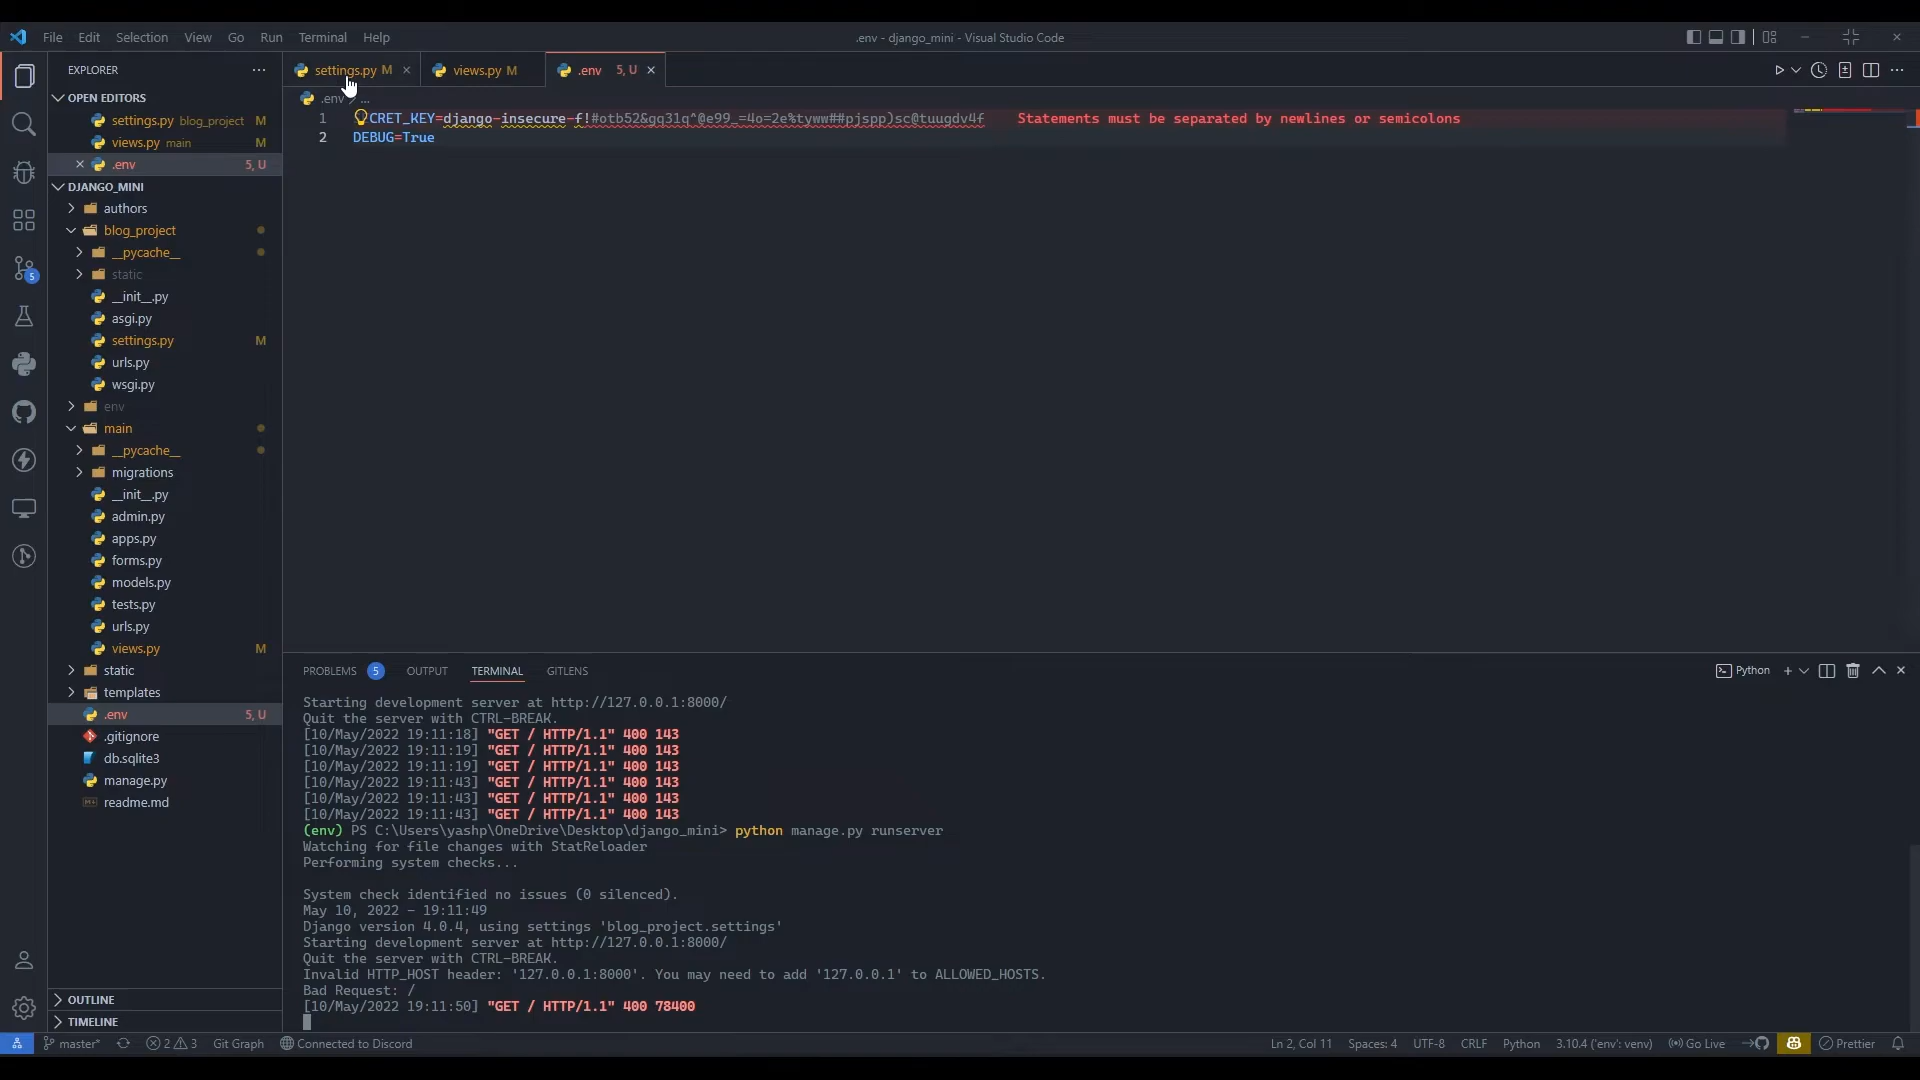 File Edit Selection View Go Run Terminal Help
.env - django_mini - Visual Studio Code
EXPLORER
OPEN EDITORS
settings.py blog_project M
views.py main M
.env 5, U
DJANGO_MINI
authors
blog_project
__pycache__
static
__init__.py
asgi.py
settings.py M
urls.py
wsgi.py
env
main
__pycache__
migrations
__init__.py
admin.py
apps.py
forms.py
models.py
tests.py
urls.py
views.py M
static
templates
.env 5, U
.gitignore
db.sqlite3
manage.py
readme.md
OUTLINE
TIMELINE
settings.py M
views.py M
.env 5, U
.env
1 CRET_KEY=django-insecure-f!#otb52&gq31q^@e99_=4o=2e%tyww##pjspp)sc@tuugdv4f Statements must be separated by newlines or semicolons
2 DEBUG=True
PROBLEMS 5 OUTPUT TERMINAL GITLENS
Python
Starting development server at http://127.0.0.1:8000/
Quit the server with CTRL-BREAK.
[10/May/2022 19:11:18] "GET / HTTP/1.1" 400 143
[10/May/2022 19:11:19] "GET / HTTP/1.1" 400 143
[10/May/2022 19:11:19] "GET / HTTP/1.1" 400 143
[10/May/2022 19:11:43] "GET / HTTP/1.1" 400 143
[10/May/2022 19:11:43] "GET / HTTP/1.1" 400 143
[10/May/2022 19:11:43] "GET / HTTP/1.1" 400 143
(env) PS C:\Users\yashp\OneDrive\Desktop\django_mini> python manage.py runserver
Watching for file changes with StatReloader
Performing system checks...
System check identified no issues (0 silenced).
May 10, 2022 - 19:11:49
Django version 4.0.4, using settings 'blog_project.settings'
Starting development server at http://127.0.0.1:8000/
Quit the server with CTRL-BREAK.
Invalid HTTP_HOST header: '127.0.0.1:8000'. You may need to add '127.0.0.1' to ALLOWED_HOSTS.
Bad Request: /
[10/May/2022 19:11:50] "GET / HTTP/1.1" 400 78400
master* 2 3 Git Graph Connected to Discord
Ln 2, Col 11 Spaces: 4 UTF-8 CRLF Python 3.10.4 ('env': venv) Go Live Prettier